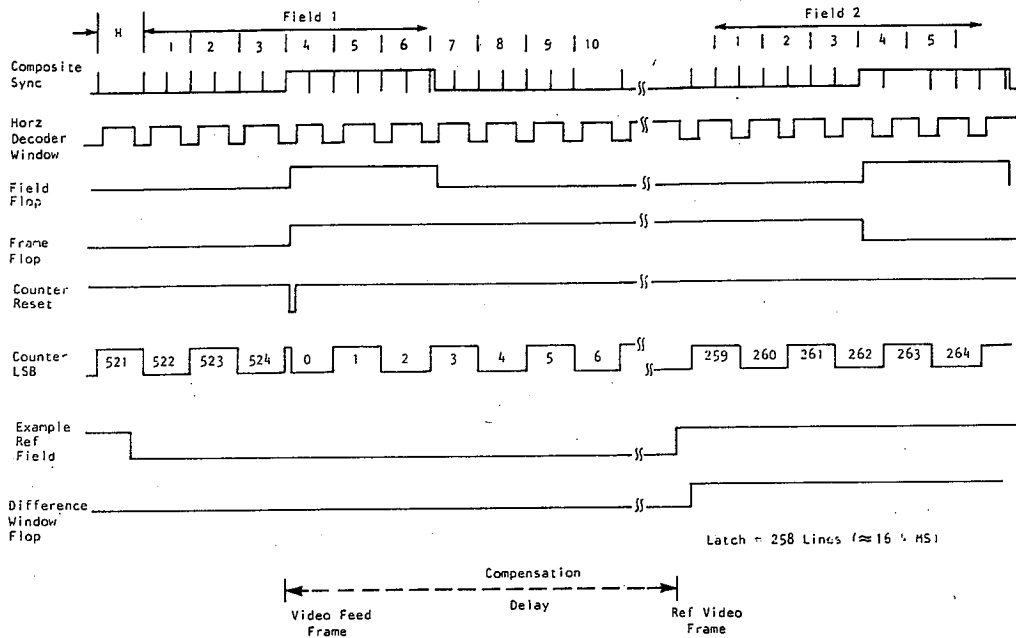 Field 1
Field 2
H
1 2 3 4 5 6 7 8 9 10
1 2 3 4 5
Composite
Sync
Horz
Decoder
Window
Field
Flop
Frame
Flop
Counter
Reset
Counter
LSB
521 522 523 524 0 1 2 3 4 5 6
259 260 261 262 263 264
Example
Ref
Field
Difference
Window
Flop
Latch = 258 Lines (≈16 MS)
Compensation
Delay
Video Feed
Frame
Ref Video
Frame